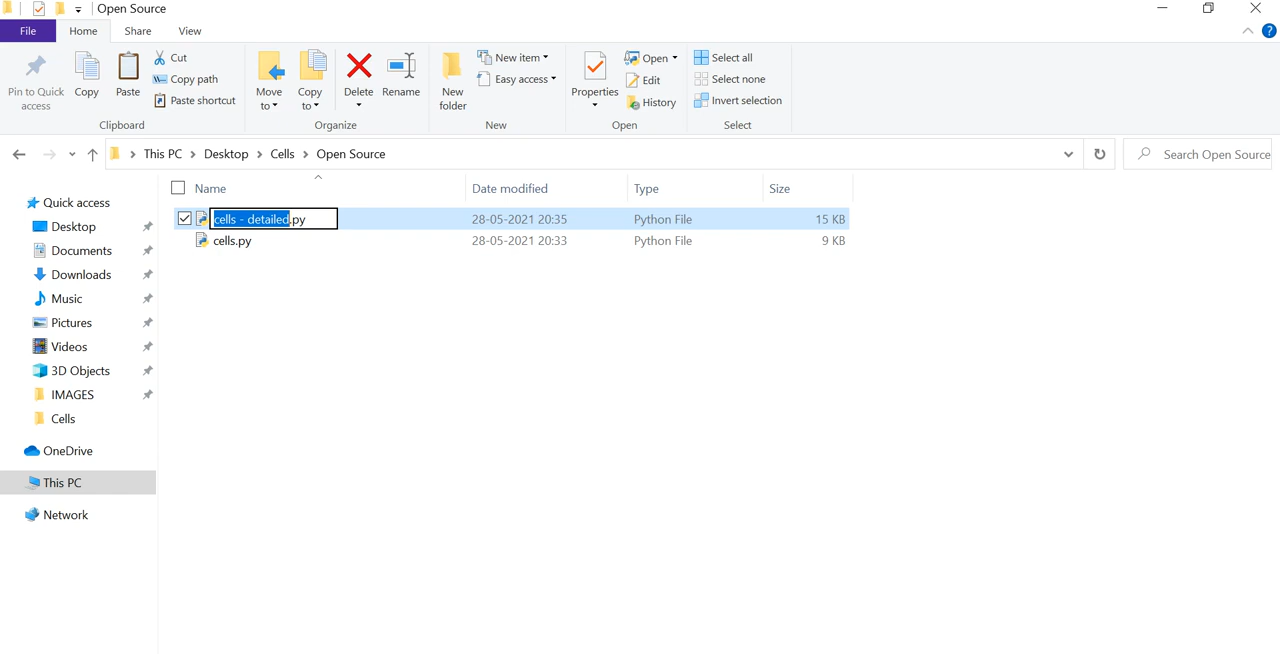 Open Source
File Home Share View
Pin to Quick access
Copy
Paste
Cut
Copy path
Paste shortcut
Clipboard
Move to
Copy to
Delete
Rename
Organize
New folder
New item
Easy access
New
Properties
Open
Edit
History
Open
Select all
Select none
Invert selection
Select
This PC > Desktop > Cells > Open Source
Search Open Source
Name Date modified Type Size
cells - detailed.py 28-05-2021 20:35 Python File 15 KB
cells.py 28-05-2021 20:33 Python File 9 KB
Quick access
Desktop
Documents
Downloads
Music
Pictures
Videos
3D Objects
IMAGES
Cells
OneDrive
This PC
Network